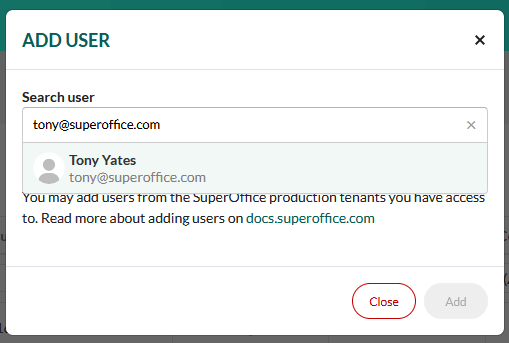 ADD USER
Search user
tony@superoffice.com
Tony Yates
tony@superoffice.com
You may add users from the SuperOffice production tenants you have access
to. Read more about adding users on docs.superoffice.com
Close
Add